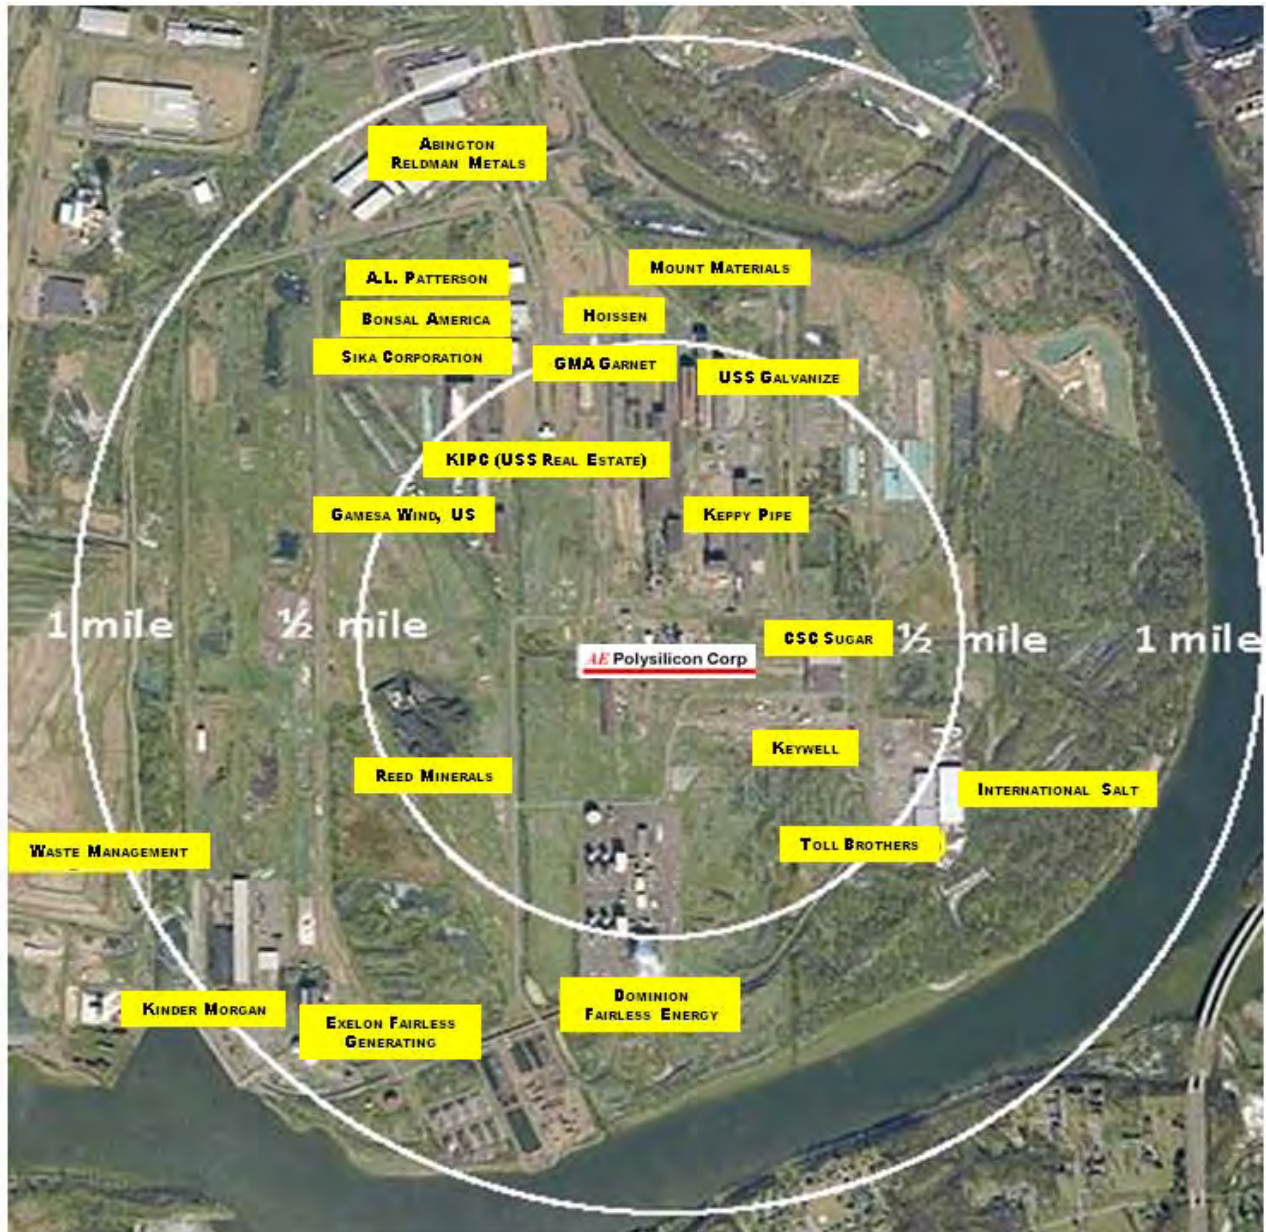 ABINGTON
RELDMAN METALS
MOUNT MATERIALS
A.L. PATTERSON
HOISSEN
BONSAL AMERICA
SIKA CORPORATION
GMA GARNET
USS GALVANIZE
KIPC (USS REAL ESTATE)
GAMESA WIND, US
KEPPY PIPE
1 mile
½ mile
CSC SUGAR
½ mile
1 mile
AE Polysilicon Corp
KEYWELL
REED MINERALS
INTERNATIONAL SALT
TOLL BROTHERS
WASTE MANAGEMENT
DOMINION
FAIRLESS ENERGY
KINDER MORGAN
EXELON FAIRLESS
GENERATING